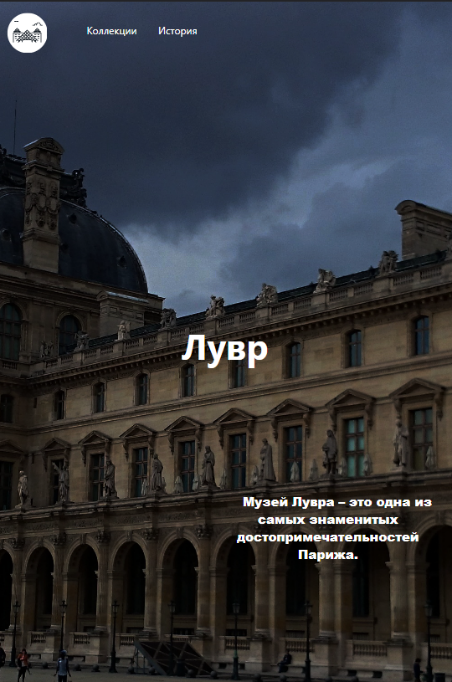 Коллекции История
Лувр
Музей Лувра – это одна из
самых знаменитых
достопримечательностей
Парижа.